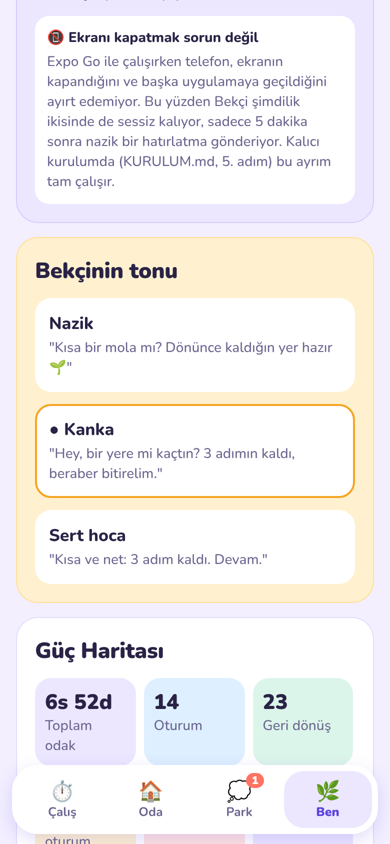 Ekranı kapatmak sorun değil
Expo Go ile çalışırken telefon, ekranın
kapandığını ve başka uygulamaya geçildiğini
ayırt edemiyor. Bu yüzden Bekçi şimdilik
ikisinde de sessiz kalıyor, sadece 5 dakika
sonra nazik bir hatırlatma gönderiyor. Kalıcı
kurulumda (KURULUM.md, 5. adım) bu ayrım
tam çalışır.
Bekçinin tonu
Nazik
"Kısa bir mola mı? Dönünce kaldığın yer hazır
🌱"
● Kanka
"Hey, bir yere mi kaçtın? 3 adımın kaldı,
beraber bitirelim."
Sert hoca
"Kısa ve net: 3 adım kaldı. Devam."
Güç Haritası
6s 52d
Toplam
odak
14
Oturum
23
Geri dönüş
1
Çalış
Oda
Park
Ben
oturum